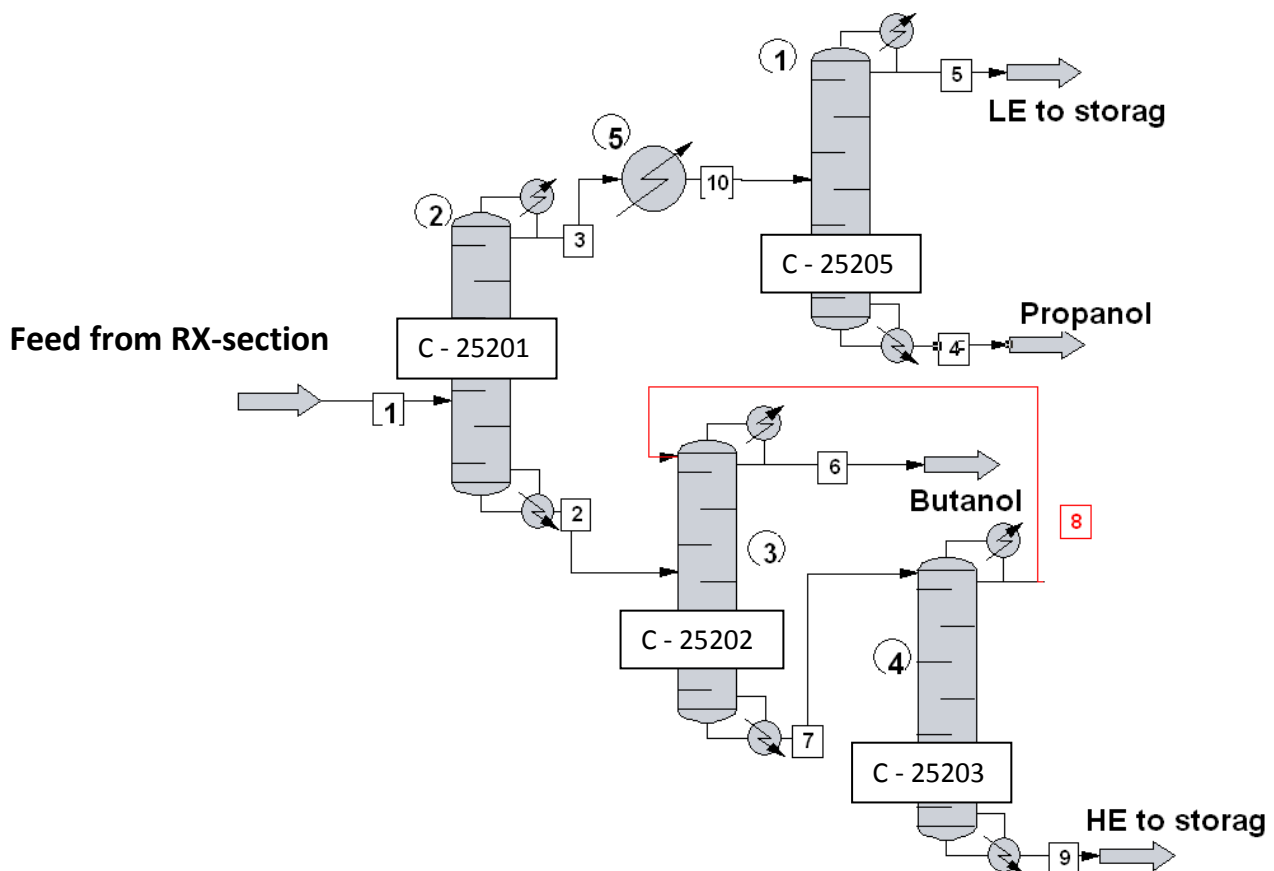 1
5
LE to storag
5
10
2
3
C - 25205
Propanol
4
Feed from RX-section
C - 25201
1
6
Butanol
2
8
3
C - 25202
4
7
C - 25203
HE to storag
9